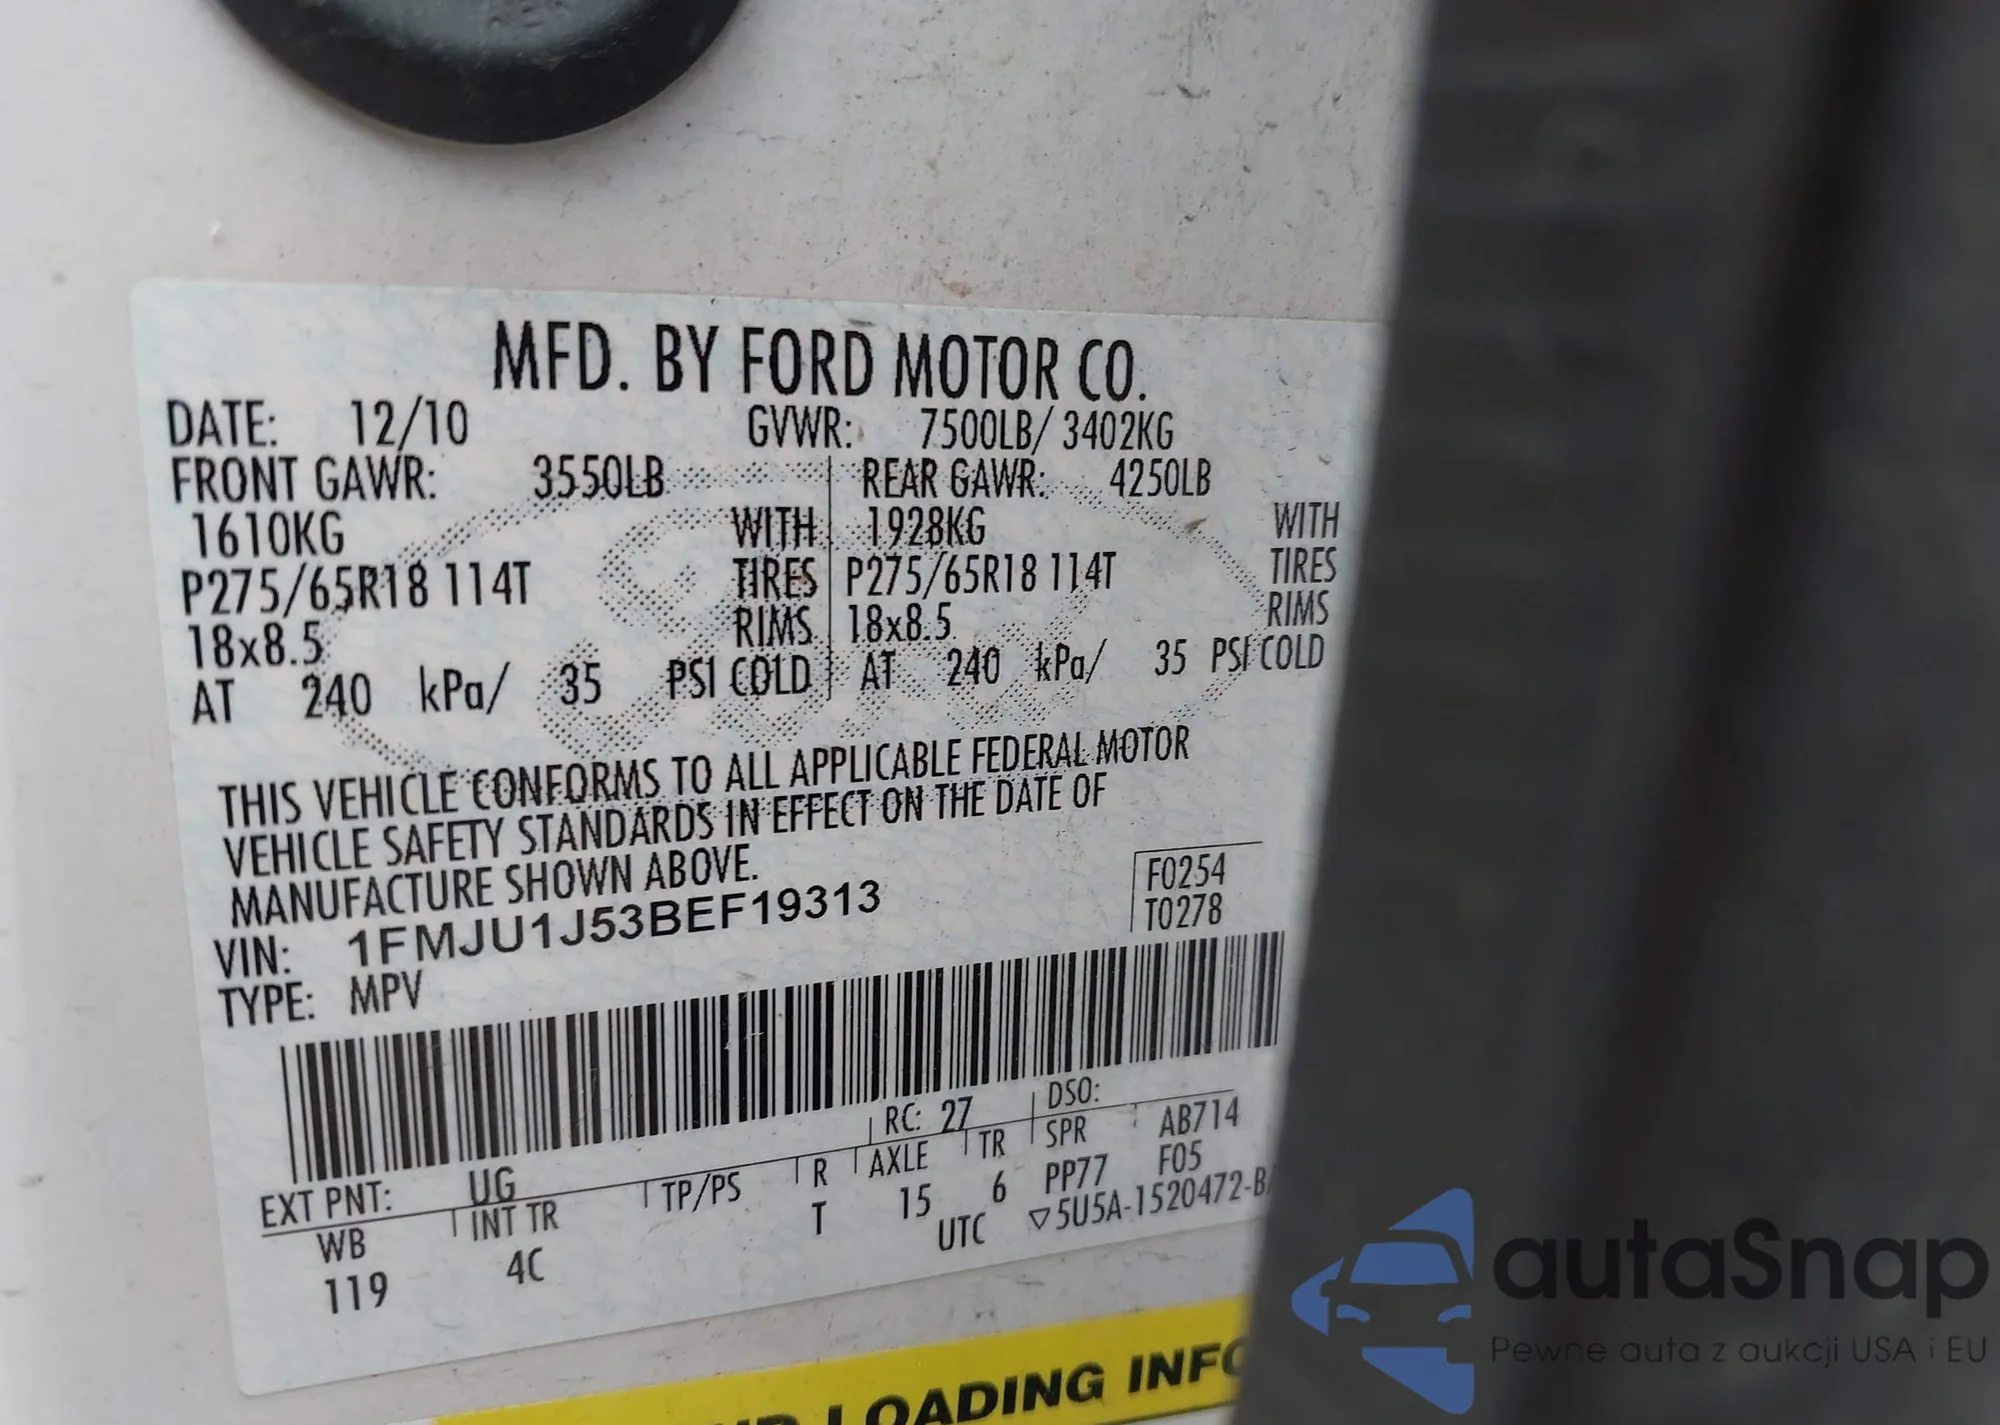 MFD. BY FORD MOTOR CO.
DATE: 12/10 GVWR: 7500LB/ 3402KG
FRONT GAWR: 3550LB REAR GAWR: 4250LB
1610KG WITH 1928KG WITH
P275/65R18 114T TIRES P275/65R18 114T TIRES
18x8.5 RIMS 18x8.5 RIMS
AT 240 kPa/ 35 PSI COLD AT 240 kPa/ 35 PSI COLD
THIS VEHICLE CONFORMS TO ALL APPLICABLE FEDERAL MOTOR
VEHICLE SAFETY STANDARDS IN EFFECT ON THE DATE OF
MANUFACTURE SHOWN ABOVE.
F0254
VIN: 1FMJU1J53BEF19313 T0278
TYPE: MPV
RC: 27 DSO:
EXT PNT: UG AB714
WB INT TR TP/PS R AXLE TR SPR F05
119 4C T 15 6 PP77
UTC ▽5U5A-1520472-B
LOADING INFO
autaSnap
Pewne auta z aukcji USA i EU